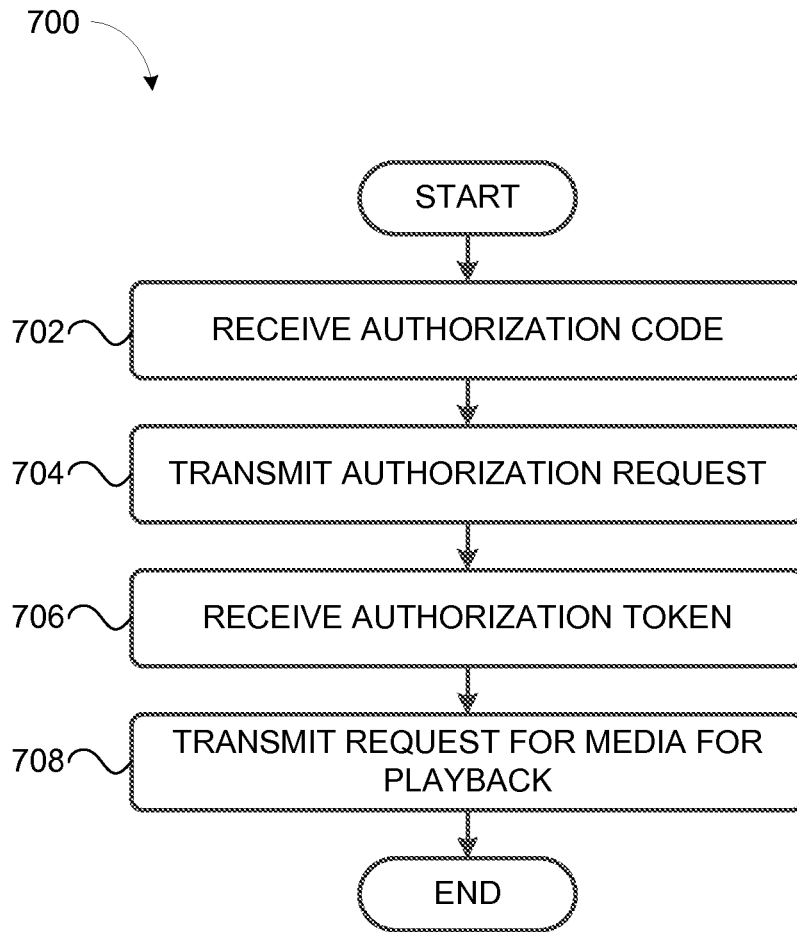 700
START
702
RECEIVE AUTHORIZATION CODE
704
TRANSMIT AUTHORIZATION REQUEST
706
RECEIVE AUTHORIZATION TOKEN
708
TRANSMIT REQUEST FOR MEDIA FOR
PLAYBACK
END